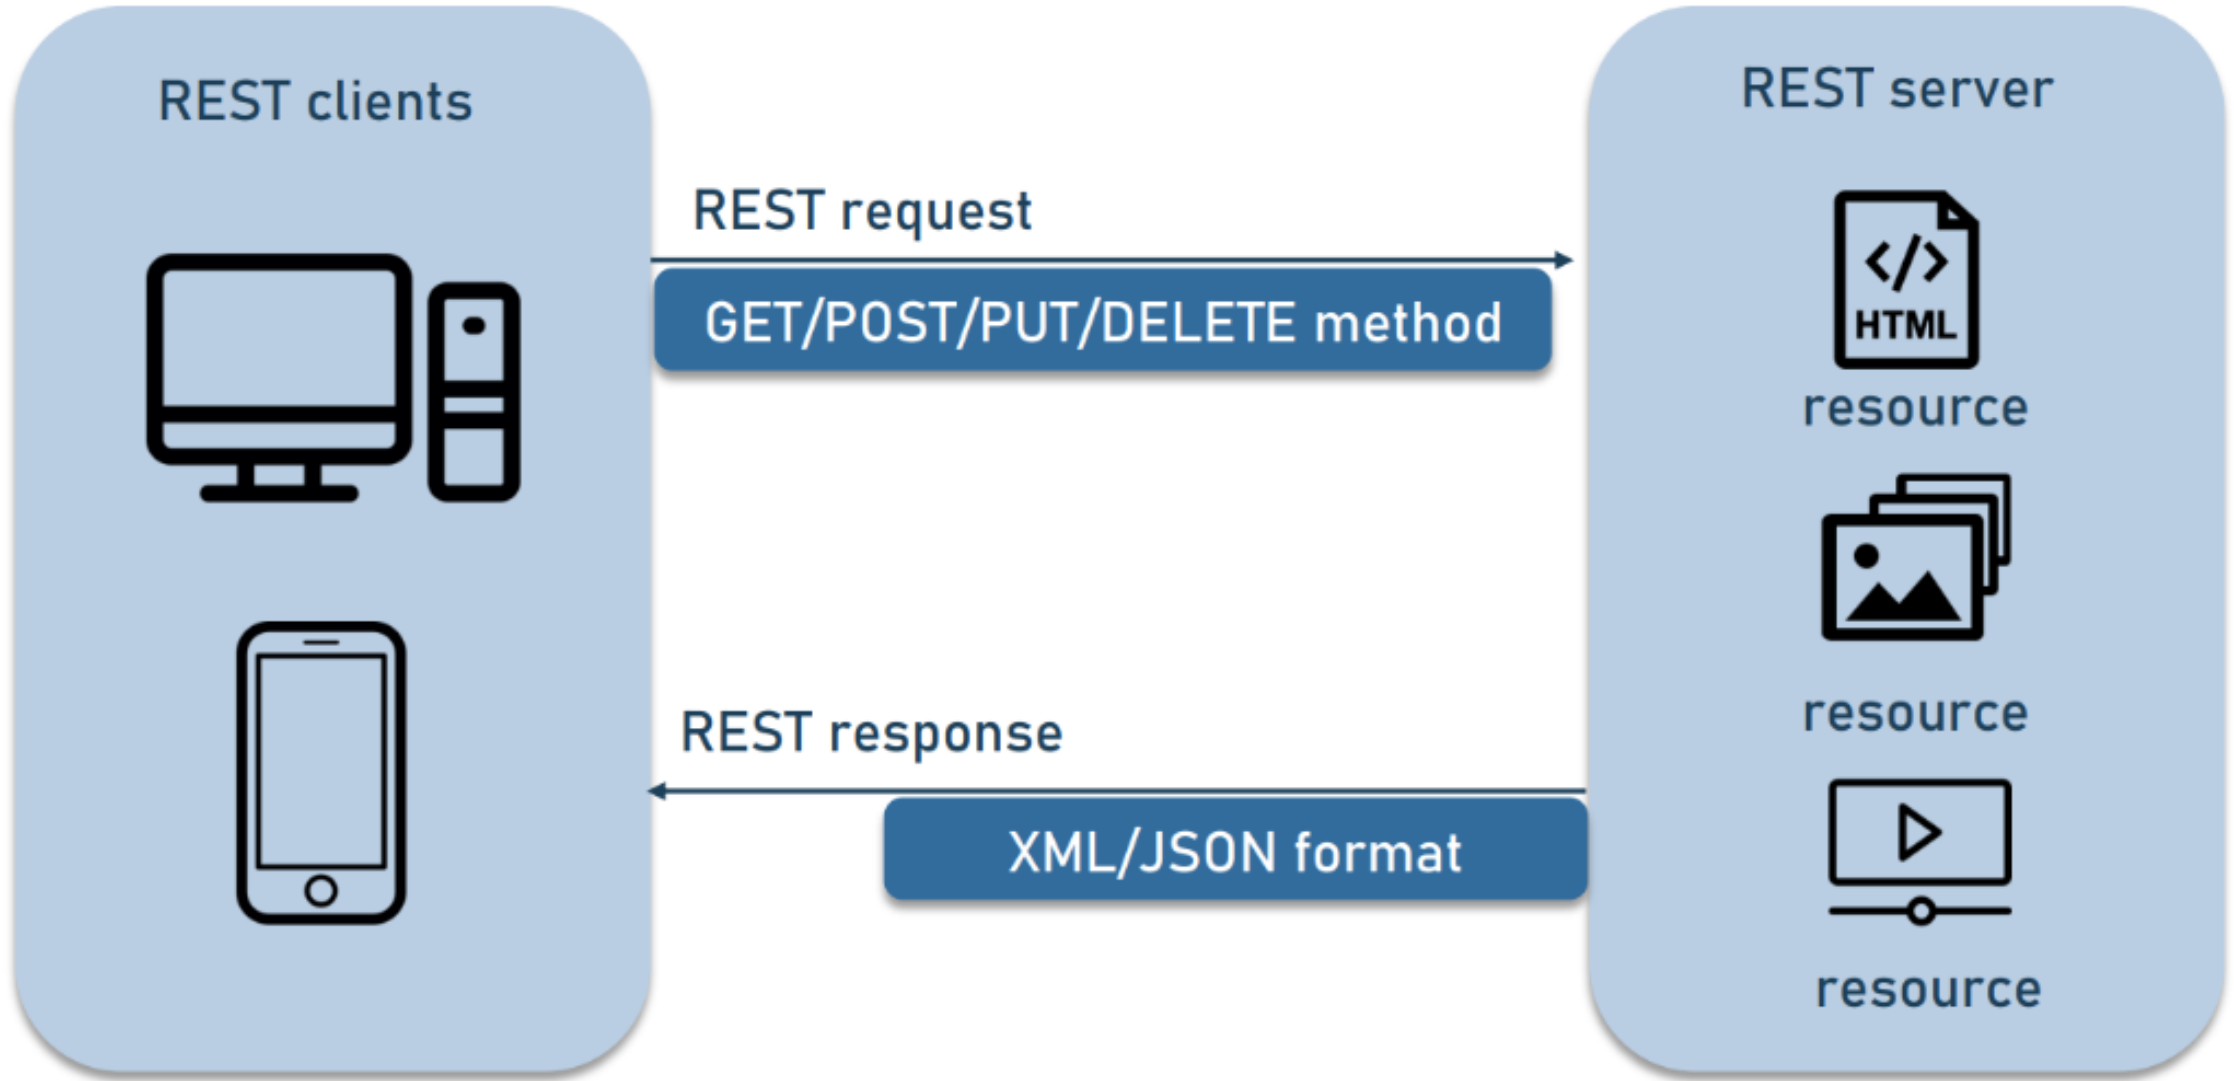 REST clients
REST request
GET/POST/PUT/DELETE method
REST response
XML/JSON format
REST server
</>
HTML
resource
resource
resource